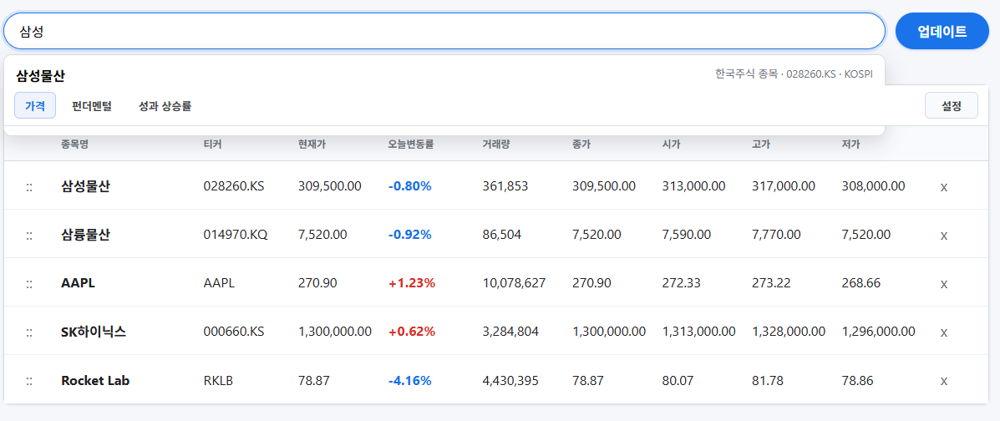 삼성
업데이트
삼성물산 한국주식 종목 · 028260.KS · KOSPI
가격 펀더멘털 성과 상승률 설정
종목명 티커 현재가 오늘변동률 거래량 종가 시가 고가 저가
:: 삼성물산 028260.KS 309,500.00 -0.80% 361,853 309,500.00 313,000.00 317,000.00 308,000.00 x
:: 삼륭물산 014970.KQ 7,520.00 -0.92% 86,504 7,520.00 7,590.00 7,770.00 7,520.00 x
:: AAPL AAPL 270.90 +1.23% 10,078,627 270.90 272.33 273.22 268.66 x
:: SK하이닉스 000660.KS 1,300,000.00 +0.62% 3,284,804 1,300,000.00 1,313,000.00 1,328,000.00 1,296,000.00 x
:: Rocket Lab RKLB 78.87 -4.16% 4,430,395 78.87 80.07 81.78 78.86 x